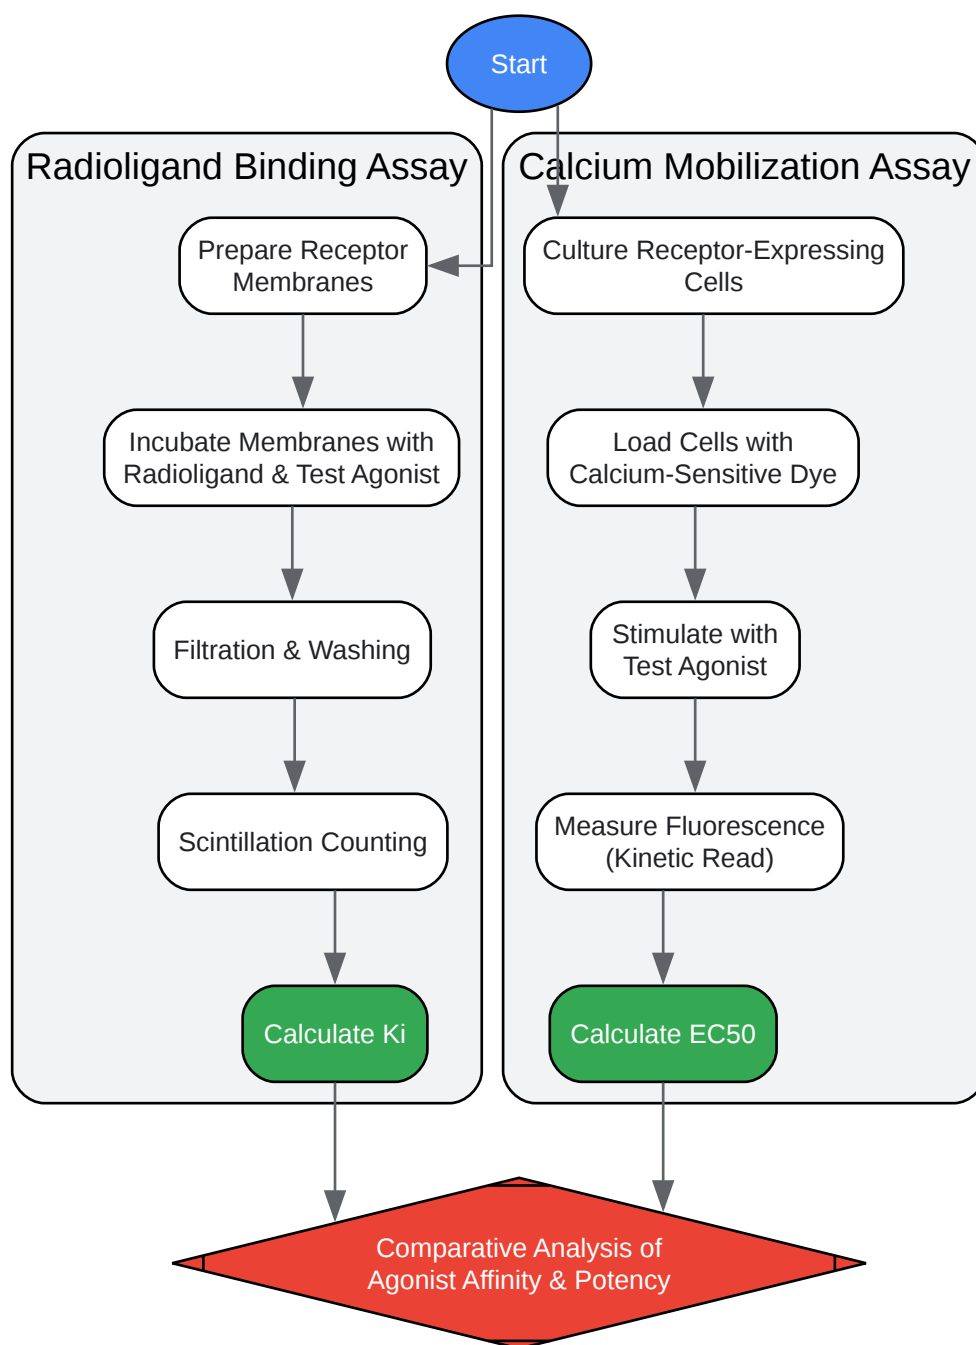 Start
Radioligand Binding Assay
Prepare Receptor
Membranes
Incubate Membranes with
Radioligand & Test Agonist
Filtration & Washing
Scintillation Counting
Calculate Ki
Calcium Mobilization Assay
Culture Receptor-Expressing
Cells
Load Cells with
Calcium-Sensitive Dye
Stimulate with
Test Agonist
Measure Fluorescence
(Kinetic Read)
Calculate EC50
Comparative Analysis of
Agonist Affinity & Potency